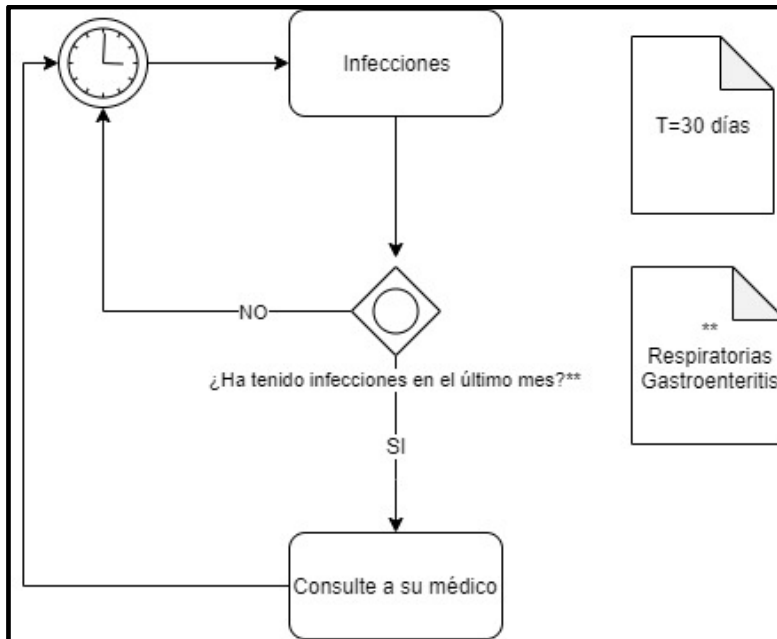 Infecciones
T=30 días
NO
**
Respiratorias
Gastroenteritis
¿Ha tenido infecciones en el último mes?**
SI
Consulte a su médico